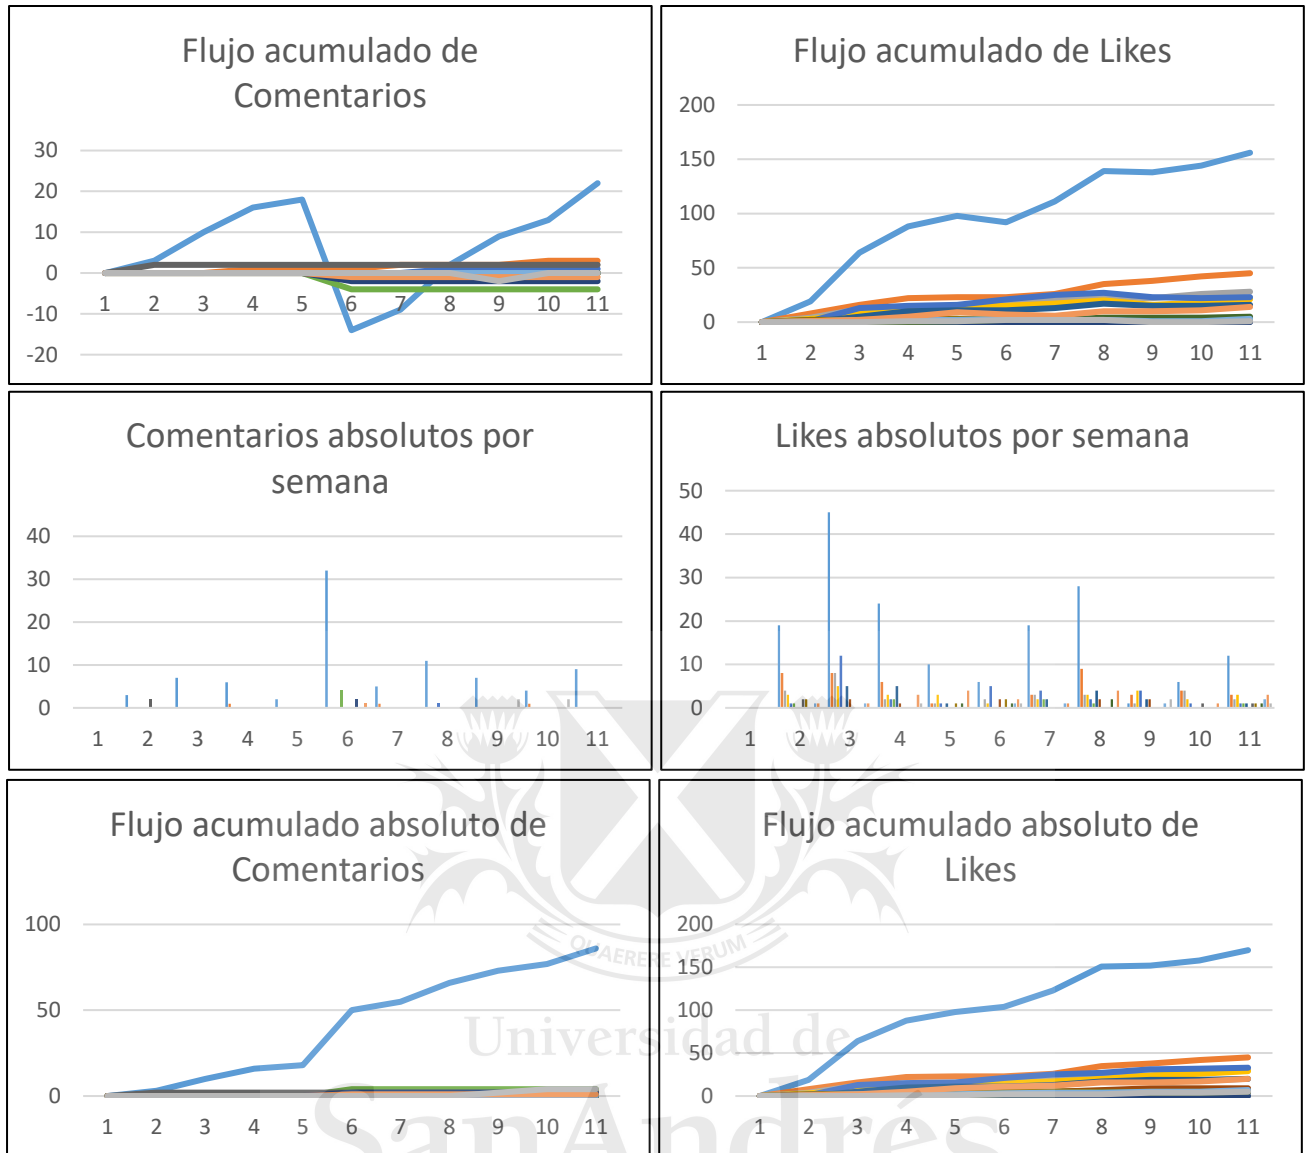 Flujo acumulado de
Comentarios
30
20
10
0
-10
-20
1 2 3 4 5 6 7 8 9 10 11
Flujo acumulado de Likes
200
150
100
50
0
1 2 3 4 5 6 7 8 9 10 11
Comentarios absolutos por
semana
40
30
20
10
0
1 2 3 4 5 6 7 8 9 10 11
Likes absolutos por semana
50
40
30
20
10
0
1 2 3 4 5 6 7 8 9 10 11
Flujo acumulado absoluto de
Comentarios
100
50
0
1 2 3 4 5 6 7 8 9 10 11
Flujo acumulado absoluto de
Likes
200
150
100
50
0
1 2 3 4 5 6 7 8 9 10 11
QUAERERE VERUM
Universidad de
SanAndrés